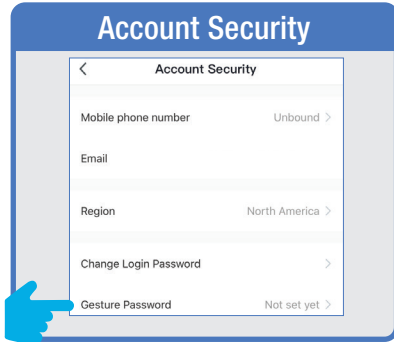 Account Security
Account Security
Mobile phone number Unbound
Email
Region North America
Change Login Password
Gesture Password Not set yet